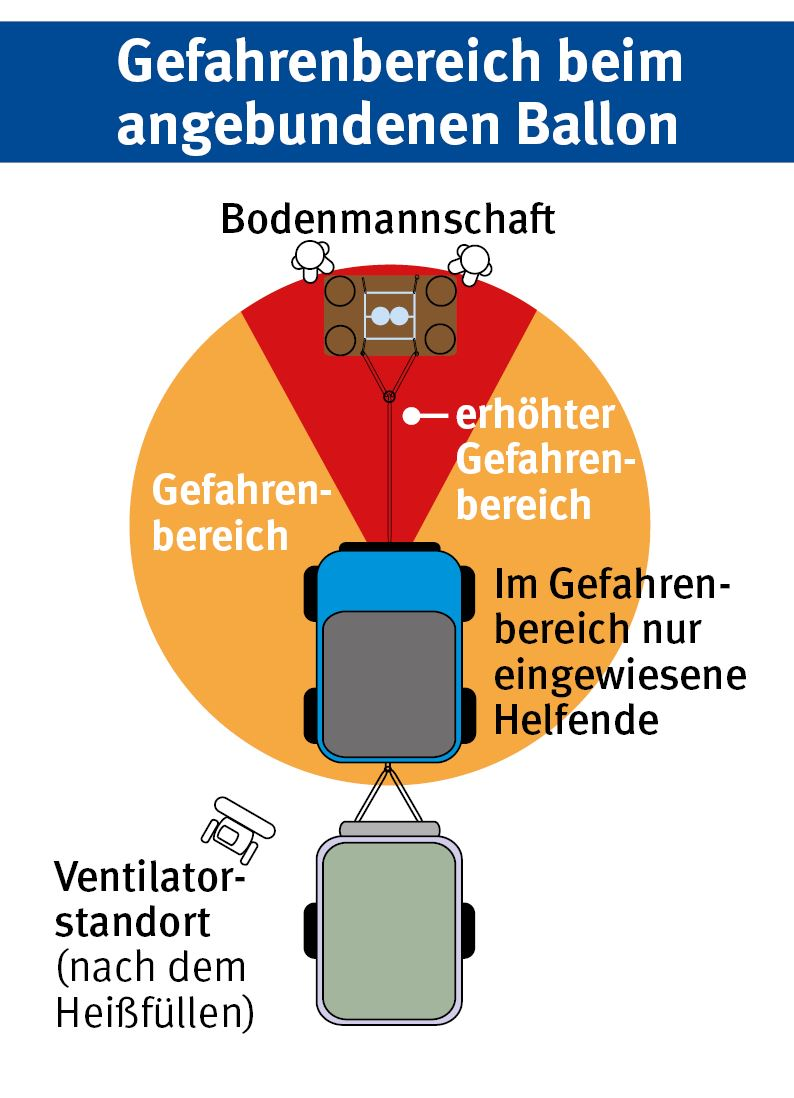 Gefahrenbereich beim
angebundenen Ballon
Bodenmannschaft
erhöhter
Gefahren-
bereich
Gefahren-
bereich
Im Gefahren-
bereich nur
eingewiesene
Helfende
Ventilator-
standort
(nach dem
Heißfüllen)